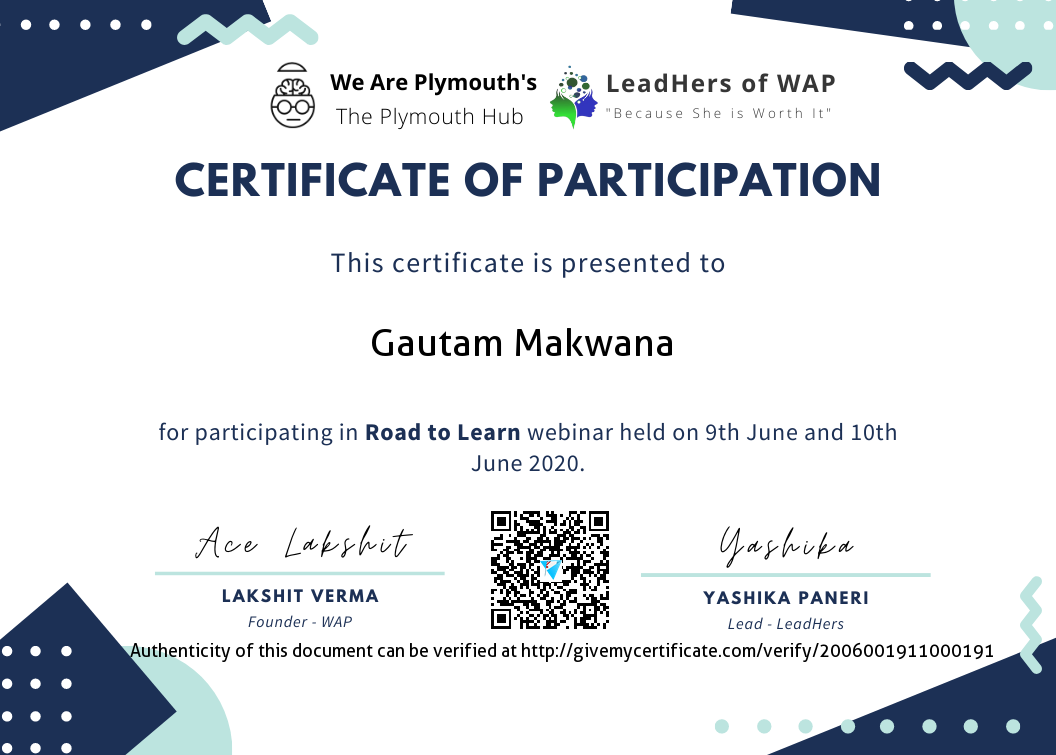 We Are Plymouth's
The Plymouth Hub
LeadHers of WAP
"Because She is Worth It"
CERTIFICATE OF PARTICIPATION
This certificate is presented to
Gautam Makwana
for participating in Road to Learn webinar held on 9th June and 10th
June 2020.
Ace Lakshit
LAKSHIT VERMA
Founder - WAP
Yashika
YASHIKA PANERI
Lead - LeadHers
Authenticity of this document can be verified at http://givemycertificate.com/verify/2006001911000191